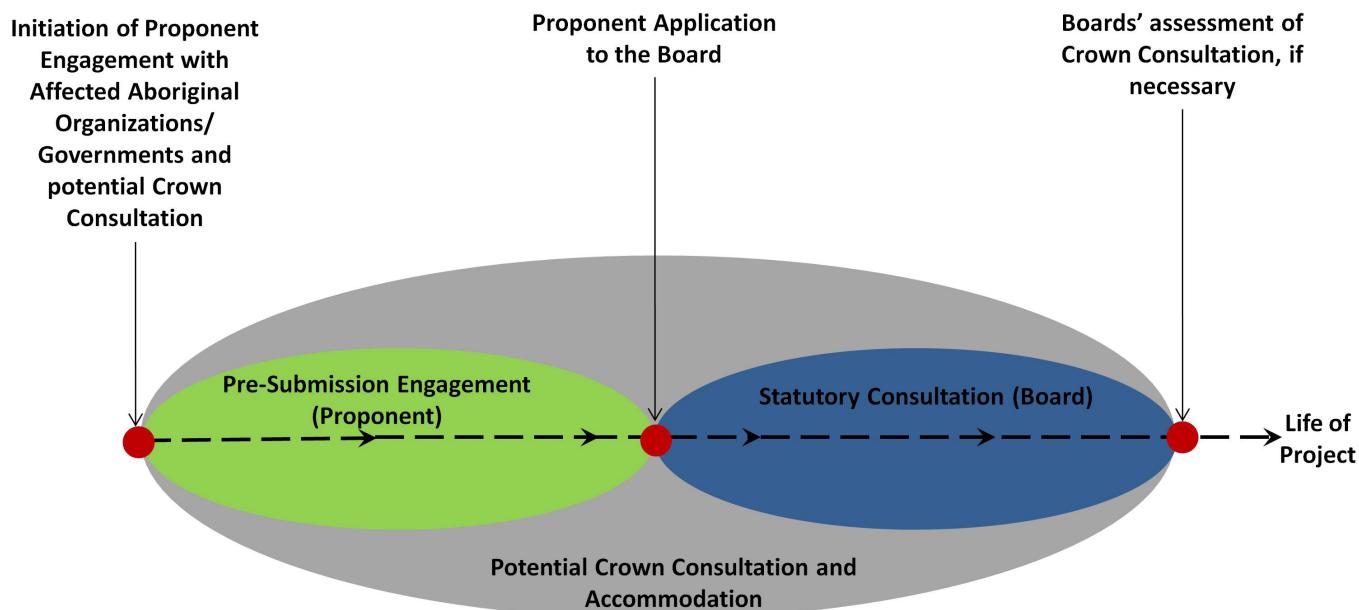 Initiation of Proponent
Engagement with
Affected Aboriginal
Organizations/
Governments and
potential Crown
Consultation
Proponent Application
to the Board
Boards’ assessment of
Crown Consultation, if
necessary
Pre-Submission Engagement
(Proponent)
Statutory Consultation (Board)
Life of
Project
Potential Crown Consultation and
Accommodation